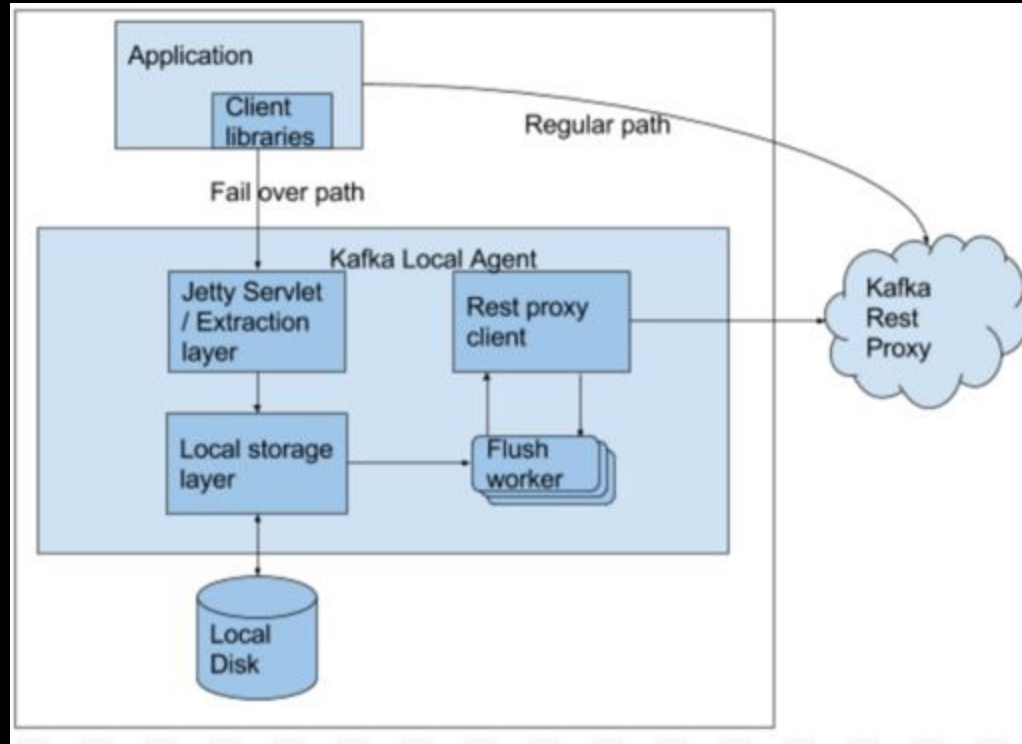 Application
Client
libraries
Regular path
Fail over path
Kafka Local Agent
Jetty Servlet
/ Extraction
layer
Rest proxy
client
Kafka
Rest
Proxy
Local storage
layer
Flush
worker
Local
Disk